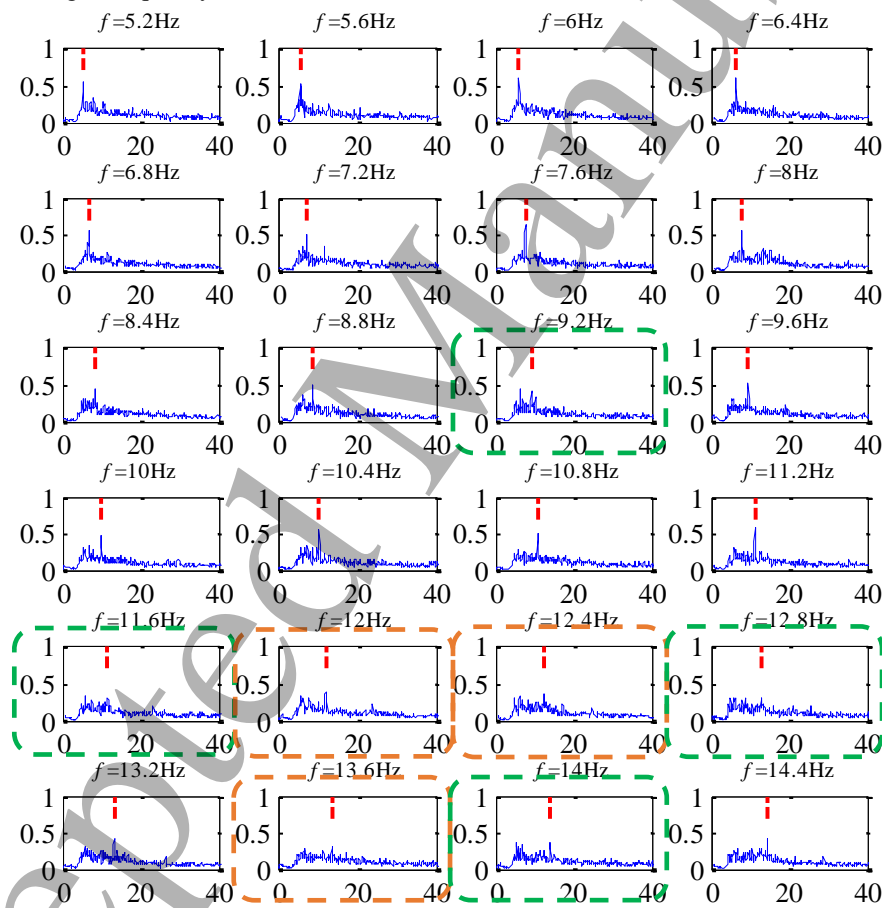 f=5.2Hz f=5.6Hz f=6Hz f=6.4Hz
1 1 1 1
0.5 0.5 0.5 0.5
0 0 0 0
0 20 40 0 20 40 0 20 40 0 20 40
f=6.8Hz f=7.2Hz f=7.6Hz f=8Hz
1 1 1 1
0.5 0.5 0.5 0.5
0 0 0 0
0 20 40 0 20 40 0 20 40 0 20 40
f=8.4Hz f=8.8Hz f=9.2Hz f=9.6Hz
1 1 1 1
0.5 0.5 0.5 0.5
0 0 0 0
0 20 40 0 20 40 0 20 40 0 20 40
f=10Hz f=10.4Hz f=10.8Hz f=11.2Hz
1 1 1 1
0.5 0.5 0.5 0.5
0 0 0 0
0 20 40 0 20 40 0 20 40 0 20 40
f=11.6Hz f=12Hz f=12.4Hz f=12.8Hz
1 1 1 1
0.5 0.5 0.5 0.5
0 0 0 0
0 20 40 0 20 40 0 20 40 0 20 40
f=13.2Hz f=13.6Hz f=14Hz f=14.4Hz
1 1 1 1
0.5 0.5 0.5 0.5
0 0 0 0
0 20 40 0 20 40 0 20 40 0 20 40
epted Manu